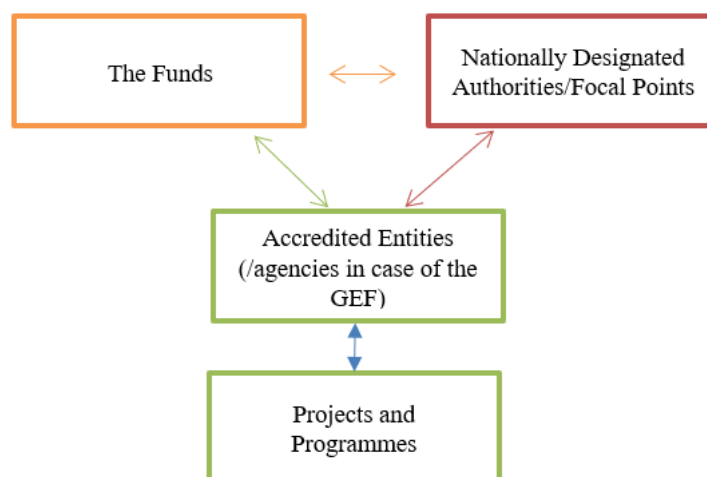 The Funds
Nationally Designated
Authorities/Focal Points
Accredited Entities
(/agencies in case of the
GEF)
Projects and
Programmes